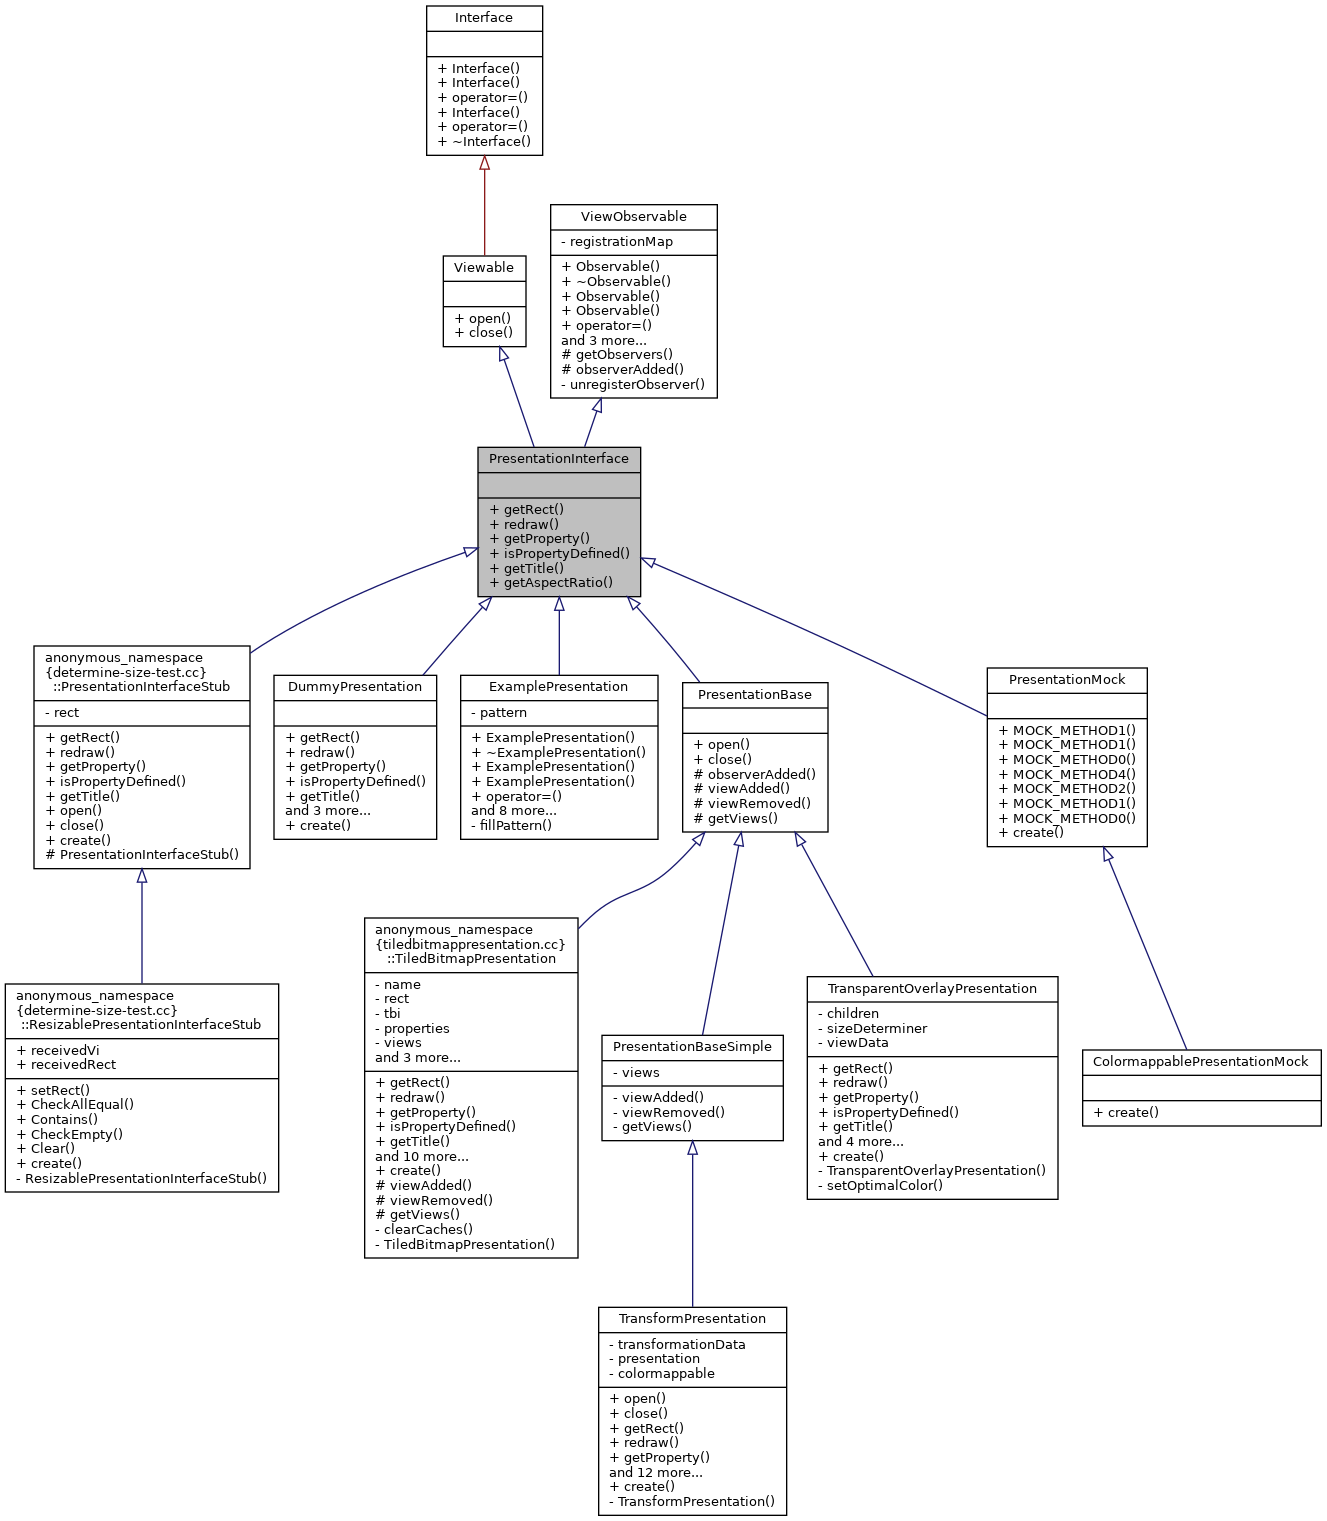 Interface
+ Interface()
+ Interface()
+ operator=()
+ Interface()
+ operator=()
+ ~Interface()
ViewObservable
- registrationMap
+ Observable()
+ ~Observable()
+ Observable()
+ Observable()
+ operator=()
and 3 more...
# getObservers()
# observerAdded()
- unregisterObserver()
Viewable
+ open()
+ close()
PresentationInterface
+ getRect()
+ redraw()
+ getProperty()
+ isPropertyDefined()
+ getTitle()
+ getAspectRatio()
anonymous_namespace
{determine-size-test.cc}
::PresentationInterfaceStub
- rect
+ getRect()
+ redraw()
+ getProperty()
+ isPropertyDefined()
+ getTitle()
+ open()
+ close()
+ create()
# PresentationInterfaceStub()
DummyPresentation
+ getRect()
+ redraw()
+ getProperty()
+ isPropertyDefined()
+ getTitle()
and 3 more...
+ create()
ExamplePresentation
- pattern
+ ExamplePresentation()
+ ~ExamplePresentation()
+ ExamplePresentation()
+ ExamplePresentation()
+ operator=()
and 8 more...
- fillPattern()
PresentationBase
+ open()
+ close()
# observerAdded()
# viewAdded()
# viewRemoved()
# getViews()
PresentationMock
+ MOCK_METHOD1()
+ MOCK_METHOD1()
+ MOCK_METHOD0()
+ MOCK_METHOD4()
+ MOCK_METHOD2()
+ MOCK_METHOD1()
+ MOCK_METHOD0()
+ create()
anonymous_namespace
{determine-size-test.cc}
::ResizablePresentationInterfaceStub
+ receivedVi
+ receivedRect
+ setRect()
+ CheckAllEqual()
+ Contains()
+ CheckEmpty()
+ Clear()
+ create()
- ResizablePresentationInterfaceStub()
anonymous_namespace
{tiledbitmappresentation.cc}
::TiledBitmapPresentation
- name
- rect
- tbi
- properties
- views
and 3 more...
+ getRect()
+ redraw()
+ getProperty()
+ isPropertyDefined()
+ getTitle()
and 10 more...
+ create()
# viewAdded()
# viewRemoved()
# getViews()
- clearCaches()
- TiledBitmapPresentation()
PresentationBaseSimple
- views
- viewAdded()
- viewRemoved()
- getViews()
TransparentOverlayPresentation
- children
- sizeDeterminer
- viewData
+ getRect()
+ redraw()
+ getProperty()
+ isPropertyDefined()
+ getTitle()
and 4 more...
+ create()
- TransparentOverlayPresentation()
- setOptimalColor()
ColormappablePresentationMock
+ create()
TransformPresentation
- transformationData
- presentation
- colormappable
+ open()
+ close()
+ getRect()
+ redraw()
+ getProperty()
and 12 more...
+ create()
- TransformPresentation()